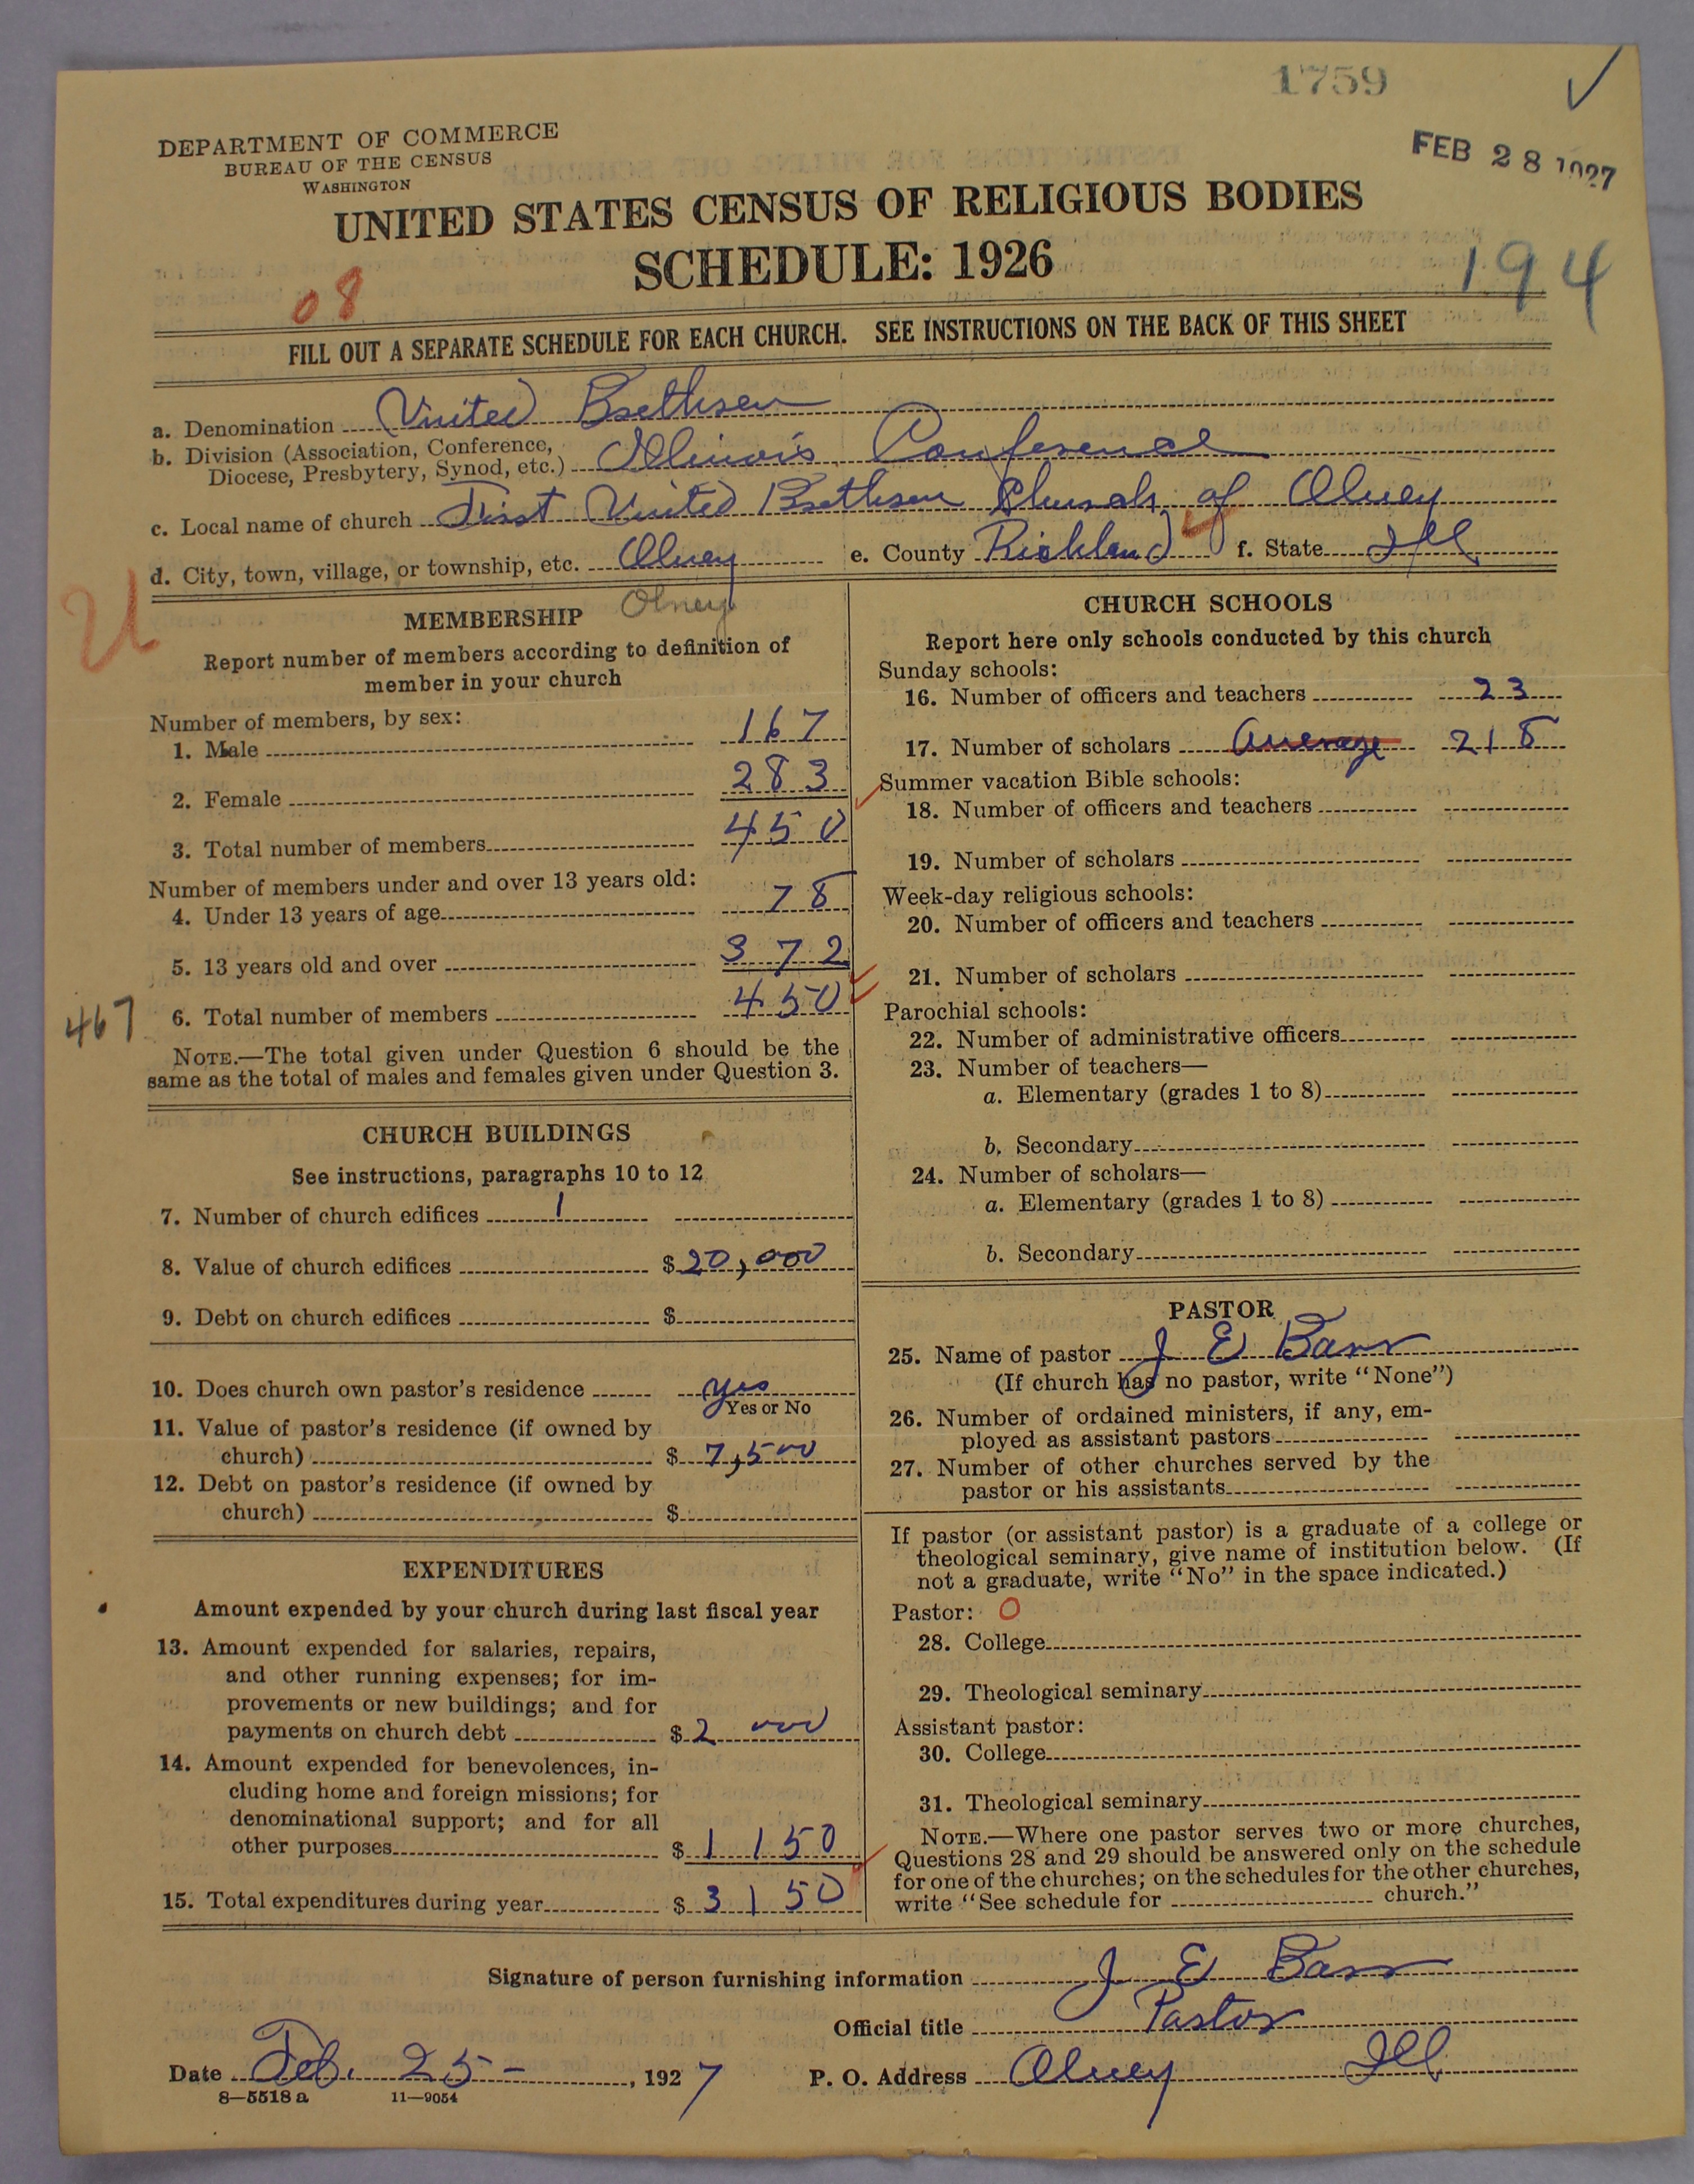 1759
✓
DEPARTMENT OF COMMERCE
BUREAU OF THE CENSUS
WASHINGTON
FEB 28 1927
UNITED STATES CENSUS OF RELIGIOUS BODIES
SCHEDULE: 1926
194
08
FILL OUT A SEPARATE SCHEDULE FOR EACH CHURCH. SEE INSTRUCTIONS ON THE BACK OF THIS SHEET
a. Denomination United Brethren
b. Division (Association, Conference, Diocese, Presbytery, Synod, etc.) Illinois Conference
c. Local name of church First United Brethren Church of Olney
d. City, town, village, or township, etc. Olney e. County Richland f. State Ill
Olney
MEMBERSHIP
Report number of members according to definition of
member in your church
Number of members, by sex:
1. Male 167
2. Female 283
3. Total number of members 450
Number of members under and over 13 years old:
4. Under 13 years of age 78
5. 13 years old and over 372
6. Total number of members 450
467
NOTE.—The total given under Question 6 should be the
same as the total of males and females given under Question 3.
CHURCH BUILDINGS
See instructions, paragraphs 10 to 12
7. Number of church edifices 1
8. Value of church edifices $20,000
9. Debt on church edifices $
10. Does church own pastor's residence yes
Yes or No
11. Value of pastor's residence (if owned by
church) $ 7,500
12. Debt on pastor's residence (if owned by
church) $
EXPENDITURES
Amount expended by your church during last fiscal year
13. Amount expended for salaries, repairs,
and other running expenses; for im-
provements or new buildings; and for
payments on church debt $2 000
14. Amount expended for benevolences, in-
cluding home and foreign missions; for
denominational support; and for all
other purposes $1 150
15. Total expenditures during year $ 3150
CHURCH SCHOOLS
Report here only schools conducted by this church
Sunday schools:
16. Number of officers and teachers 23
17. Number of scholars Average 218
Summer vacation Bible schools:
18. Number of officers and teachers
19. Number of scholars
Week-day religious schools:
20. Number of officers and teachers
21. Number of scholars
Parochial schools:
22. Number of administrative officers
23. Number of teachers—
a. Elementary (grades 1 to 8)
b. Secondary
24. Number of scholars—
a. Elementary (grades 1 to 8)
b. Secondary
PASTOR
25. Name of pastor J E Barr
(If church has no pastor, write "None")
26. Number of ordained ministers, if any, em-
ployed as assistant pastors
27. Number of other churches served by the
pastor or his assistants
If pastor (or assistant pastor) is a graduate of a college or
theological seminary, give name of institution below. (If
not a graduate, write "No" in the space indicated.)
Pastor: 0
28. College
29. Theological seminary
Assistant pastor:
30. College
31. Theological seminary
NOTE.—Where one pastor serves two or more churches,
Questions 28 and 29 should be answered only on the schedule
for one of the churches; on the schedules for the other churches,
write "See schedule for church."
Signature of person furnishing information J E Barr
Official title Pastor
Date Feb. 25-, 1927 P. O. Address Olney Ill
8—5518 a 11—9054